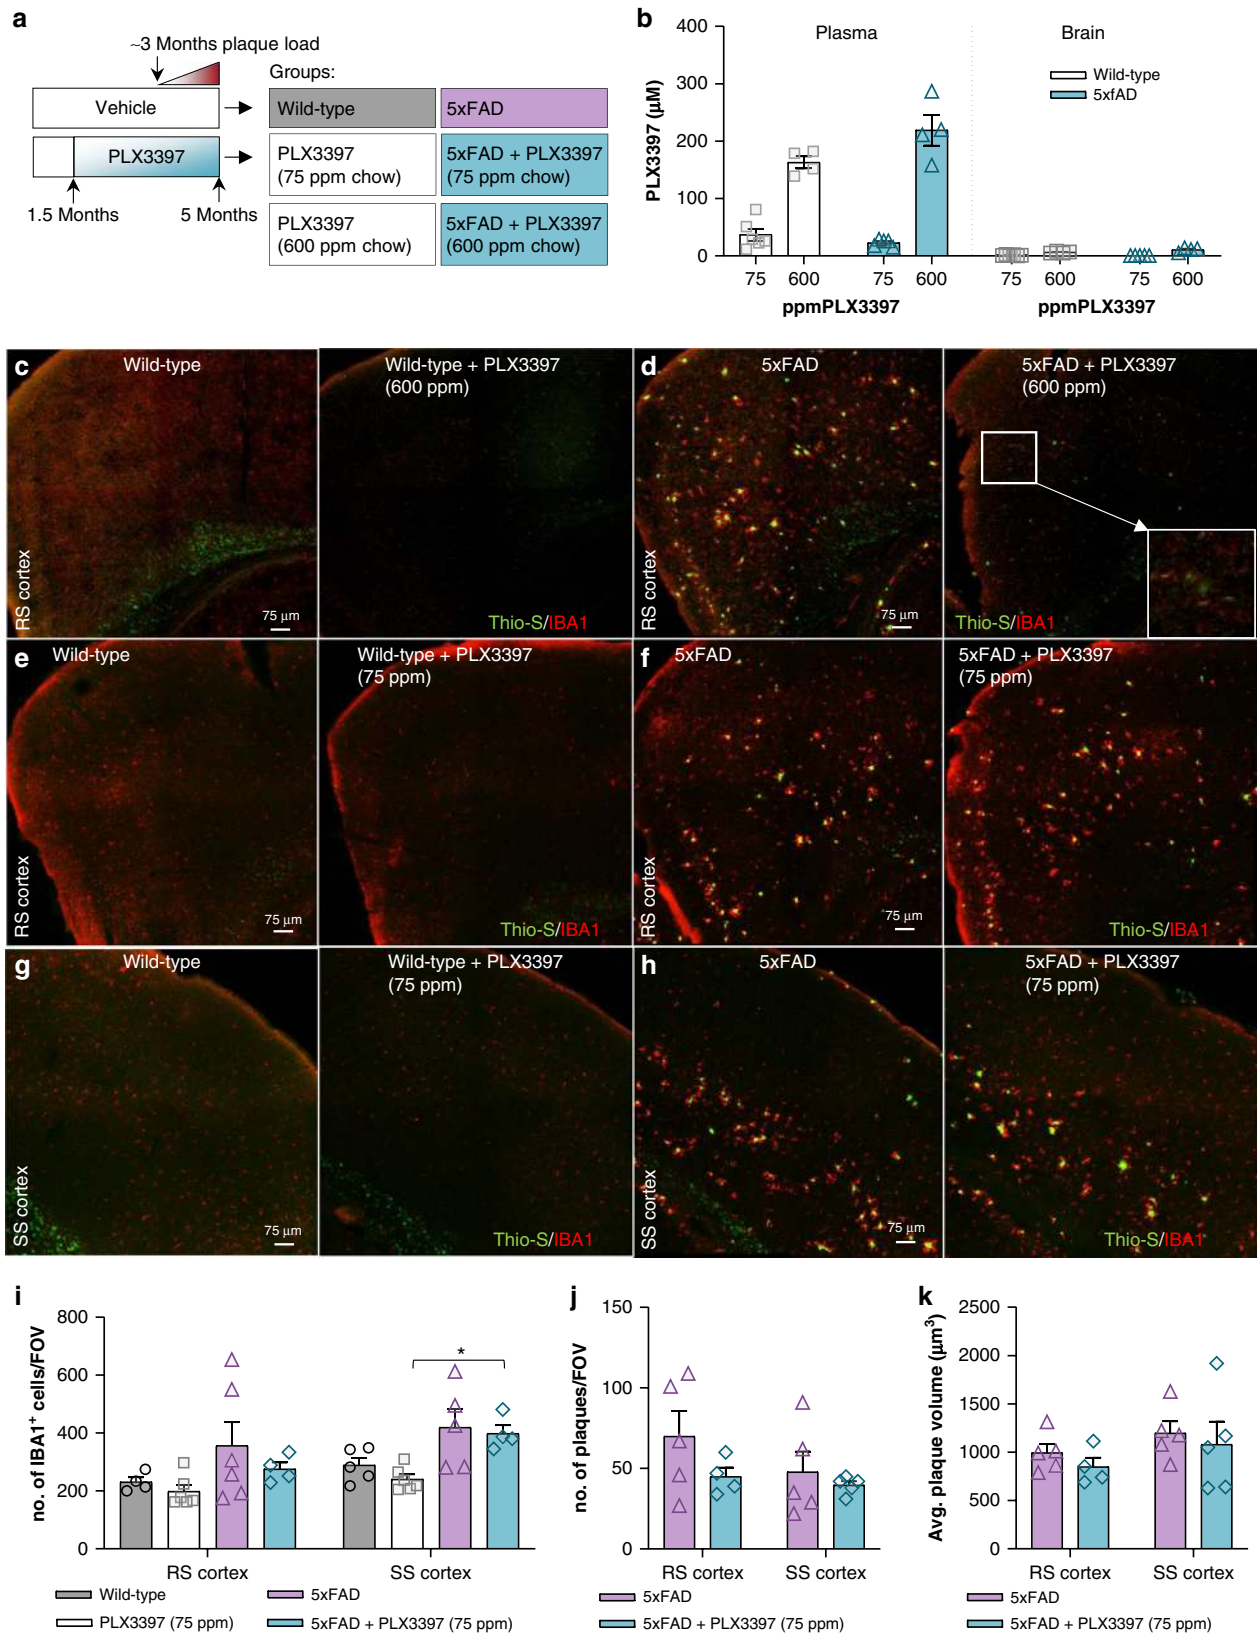 a
~3 Months plaque load
Groups:
Vehicle
Wild-type
5xFAD
PLX3397
PLX3397
(75 ppm chow)
5xFAD + PLX3397
(75 ppm chow)
1.5 Months
5 Months
PLX3397
(600 ppm chow)
5xFAD + PLX3397
(600 ppm chow)
b
400
300
200
100
0
PLX3397 (µM)
Plasma
Brain
Wild-type
5xfAD
75
600
75
600
75
600
75
600
ppmPLX3397
ppmPLX3397
c
Wild-type
RS cortex
75 µm
Wild-type + PLX3397
(600 ppm)
Thio-S/IBA1
d
5xFAD
RS cortex
75 µm
5xFAD + PLX3397
(600 ppm)
Thio-S/IBA1
e
Wild-type
RS cortex
75 µm
Wild-type + PLX3397
(75 ppm)
Thio-S/IBA1
f
5xFAD
RS cortex
75 µm
5xFAD + PLX3397
(75 ppm)
Thio-S/IBA1
g
Wild-type
SS cortex
75 µm
Wild-type + PLX3397
(75 ppm)
Thio-S/IBA1
h
5xFAD
SS cortex
75 µm
5xFAD + PLX3397
(75 ppm)
Thio-S/IBA1
i
800
600
400
200
0
no. of IBA1+ cells/FOV
*
RS cortex
SS cortex
Wild-type
5xFAD
PLX3397 (75 ppm)
5xFAD + PLX3397 (75 ppm)
j
150
100
50
0
no. of plaques/FOV
RS cortex
SS cortex
5xFAD
5xFAD + PLX3397 (75 ppm)
k
2500
2000
1500
1000
500
0
Avg. plaque volume (µm³)
RS cortex
SS cortex
5xFAD
5xFAD + PLX3397 (75 ppm)